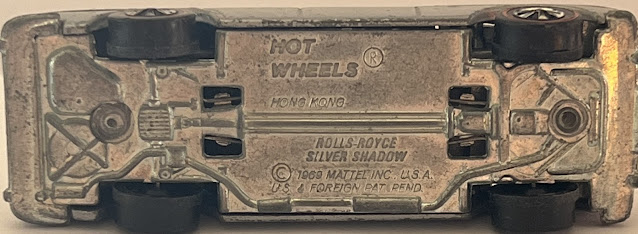 HOT
WHEELS ®
HONG KONG
ROLLS-ROYCE
SILVER SHADOW
© 1969 MATTEL INC. U.S.A.
U.S. & FOREIGN PAT. PEND.